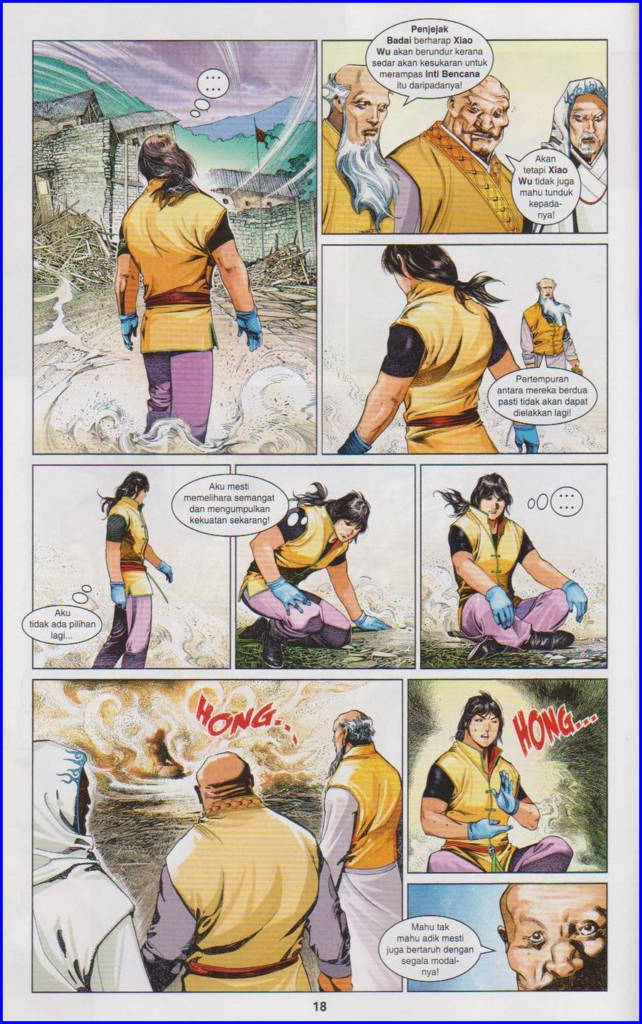 Penjejak
Badai berharap Xiao
Wu akan berundur kerana
sedar akan kesukaran untuk
merampas Inti Bencana
itu daripadanya!
Akan
tetapi Xiao
Wu tidak juga
mahu tunduk
kepada-
nya!
Pertempuran
antara mereka berdua
pasti tidak akan dapat
dielakkan lagi!
Aku
tidak ada pilihan
lagi...
Aku mesti
memelihara semangat
dan mengumpulkan
kekuatan sekarang!
HONG...
HONG...
Mahu tak
mahu adik mesti
juga bertaruh dengan
segala modal-
nya!
18